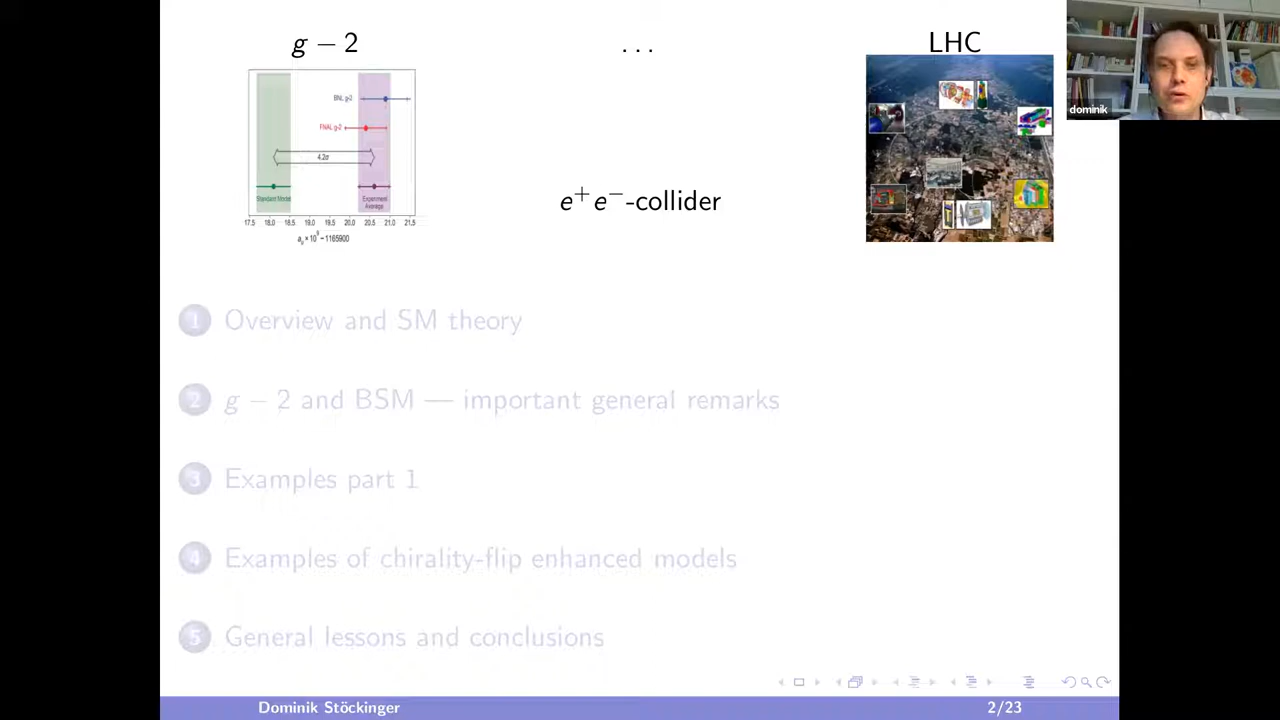 g − 2
. . .
LHC
dominik
BNL g-2
FNAL g-2
4.2σ
Standard Model
Experiment
Average
17.5 18.0 18.5 19.0 19.5 20.0 20.5 21.0 21.5
aμ × 10⁹ − 1165900
e⁺e⁻-collider
1 Overview and SM theory
2 g − 2 and BSM — important general remarks
3 Examples part 1
4 Examples of chirality-flip enhanced models
5 General lessons and conclusions
Dominik Stöckinger 2/23